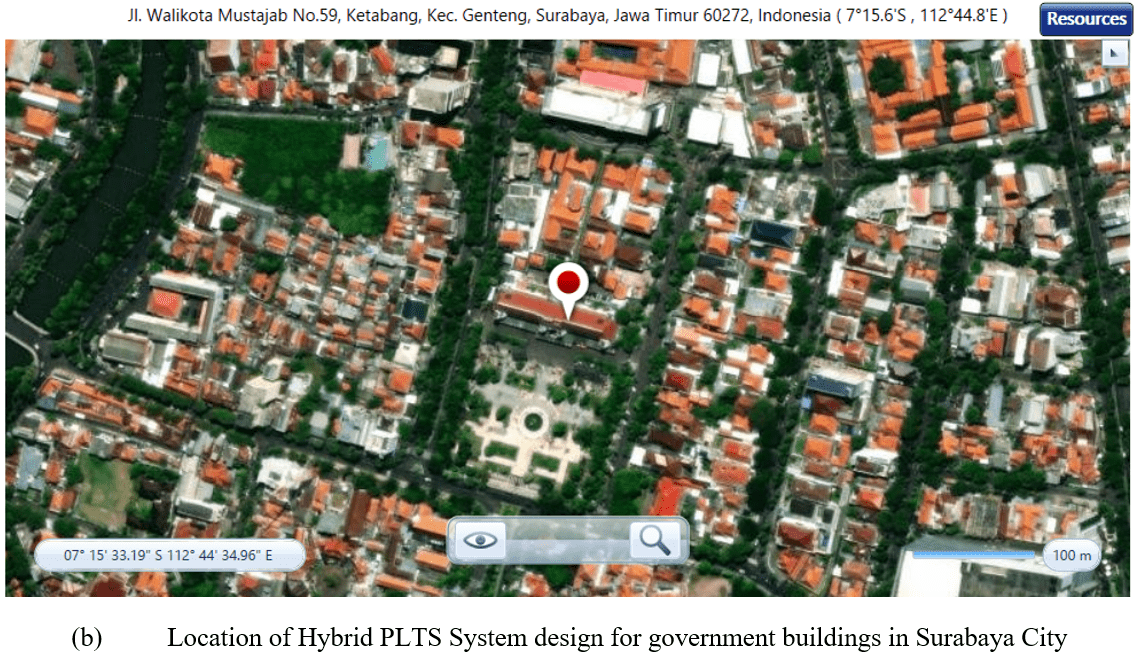 Jl. Walikota Mustajab No.59, Ketabang, Kec. Genteng, Surabaya, Jawa Timur 60272, Indonesia ( 7°15.6'S , 112°44.8'E )
Resources
07° 15' 33.19" S 112° 44' 34.96" E
100 m
(b) Location of Hybrid PLTS System design for government buildings in Surabaya City